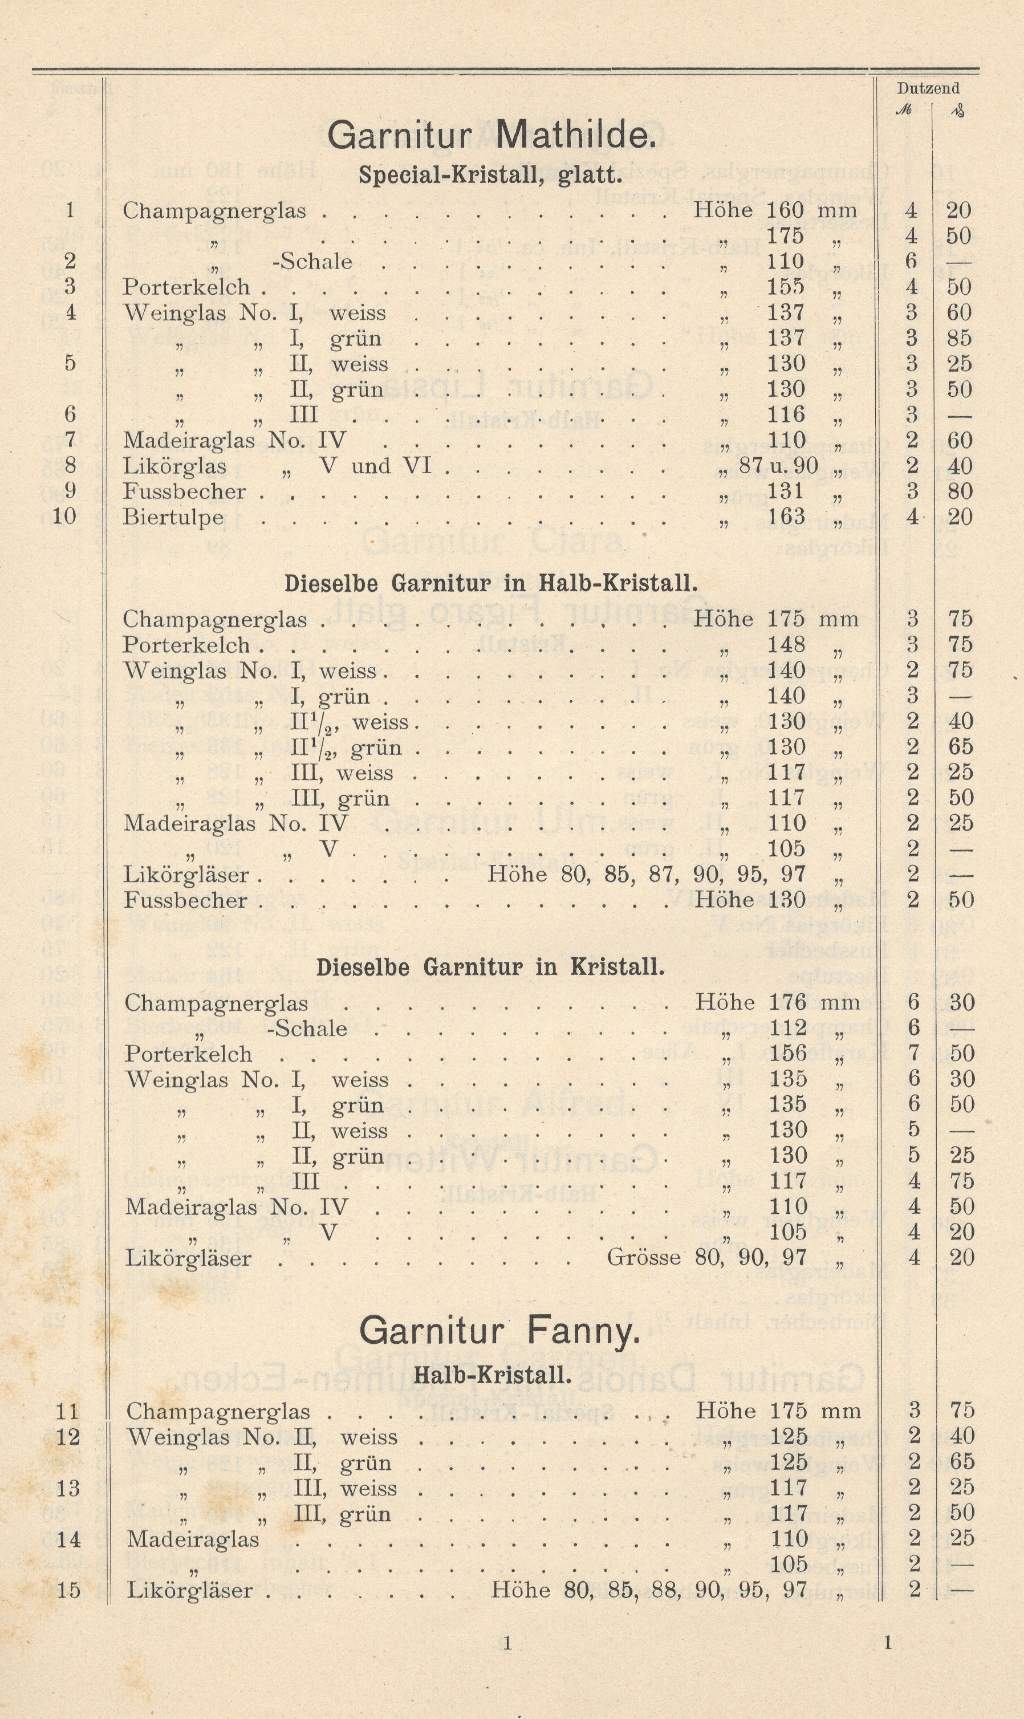 Dutzend
ℳ ₰
Garnitur Mathilde.
Special-Kristall, glatt.
1 Champagnerglas . . . . . . . . . . . . Höhe 160 mm 4 20
„ . . . . . . . . . . . . „ 175 „ 4 50
2 „ -Schale . . . . . . . . . . „ 110 „ 6 —
3 Porterkelch . . . . . . . . . . . . . . „ 155 „ 4 50
4 Weinglas No. I, weiss . . . . . . . . . „ 137 „ 3 60
„ „ I, grün . . . . . . . . . „ 137 „ 3 85
5 „ „ II, weiss . . . . . . . . . „ 130 „ 3 25
„ „ II, grün . . . . . . . . . „ 130 „ 3 50
6 „ „ III . . . . . . . . . . . „ 116 „ 3 —
7 Madeiraglas No. IV . . . . . . . . . . „ 110 „ 2 60
8 Likörglas „ V und VI . . . . . . . . „ 87 u. 90 „ 2 40
9 Fussbecher . . . . . . . . . . . . . . „ 131 „ 3 80
10 Biertulpe . . . . . . . . . . . . . . „ 163 „ 4 20
Dieselbe Garnitur in Halb-Kristall.
Champagnerglas . . . . . . . . . . . . Höhe 175 mm 3 75
Porterkelch . . . . . . . . . . . . . . „ 148 „ 3 75
Weinglas No. I, weiss . . . . . . . . . . „ 140 „ 2 75
„ „ I, grün . . . . . . . . . . „ 140 „ 3 —
„ „ II¹/₂, weiss . . . . . . . . . „ 130 „ 2 40
„ „ II¹/₂, grün . . . . . . . . . „ 130 „ 2 65
„ „ III, weiss . . . . . . . . . „ 117 „ 2 25
„ „ III, grün . . . . . . . . . „ 117 „ 2 50
Madeiraglas No. IV . . . . . . . . . . „ 110 „ 2 25
„ „ V . . . . . . . . . . . „ 105 „ 2 —
Likörgläser . . . . . . . Höhe 80, 85, 87, 90, 95, 97 „ 2 —
Fussbecher . . . . . . . . . . . . . . Höhe 130 „ 2 50
Dieselbe Garnitur in Kristall.
Champagnerglas . . . . . . . . . . . Höhe 176 mm 6 30
„ -Schale . . . . . . . . . . „ 112 „ 6 —
Porterkelch . . . . . . . . . . . . . „ 156 „ 7 50
Weinglas No. I, weiss . . . . . . . . . „ 135 „ 6 30
„ „ I, grün . . . . . . . . . „ 135 „ 6 50
„ „ II, weiss . . . . . . . . . „ 130 „ 5 —
„ „ II, grün . . . . . . . . . „ 130 „ 5 25
„ „ III . . . . . . . . . . . „ 117 „ 4 75
Madeiraglas No. IV . . . . . . . . . . „ 110 „ 4 50
„ „ V . . . . . . . . . . „ 105 „ 4 20
Likörgläser . . . . . . . . . . Grösse 80, 90, 97 „ 4 20
Garnitur Fanny.
Halb-Kristall.
11 Champagnerglas . . . . . . . . . . . . Höhe 175 mm 3 75
12 Weinglas No. II, weiss . . . . . . . . . „ 125 „ 2 40
„ „ II, grün . . . . . . . . . „ 125 „ 2 65
13 „ „ III, weiss . . . . . . . . . „ 117 „ 2 25
„ „ III, grün . . . . . . . . . „ 117 „ 2 50
14 Madeiraglas . . . . . . . . . . . . . „ 110 „ 2 25
„ . . . . . . . . . . . . . „ 105 „ 2 —
15 Likörgläser . . . . . . . Höhe 80, 85, 88, 90, 95, 97 „ 2 —
1 1